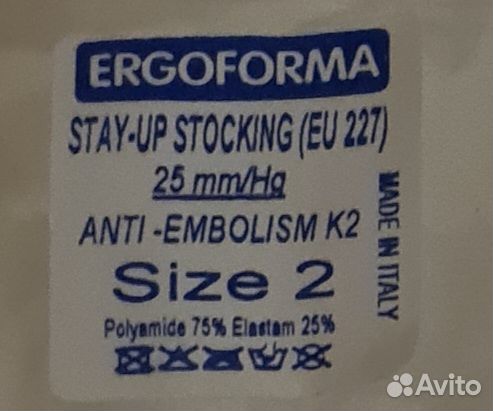 ERGOFORMA
STAY-UP STOCKING (EU 227)
25 mm/Hg
ANTI -EMBOLISM K2
Size 2
Polyamide 75% Elastam 25%
MADE IN ITALY
Avito